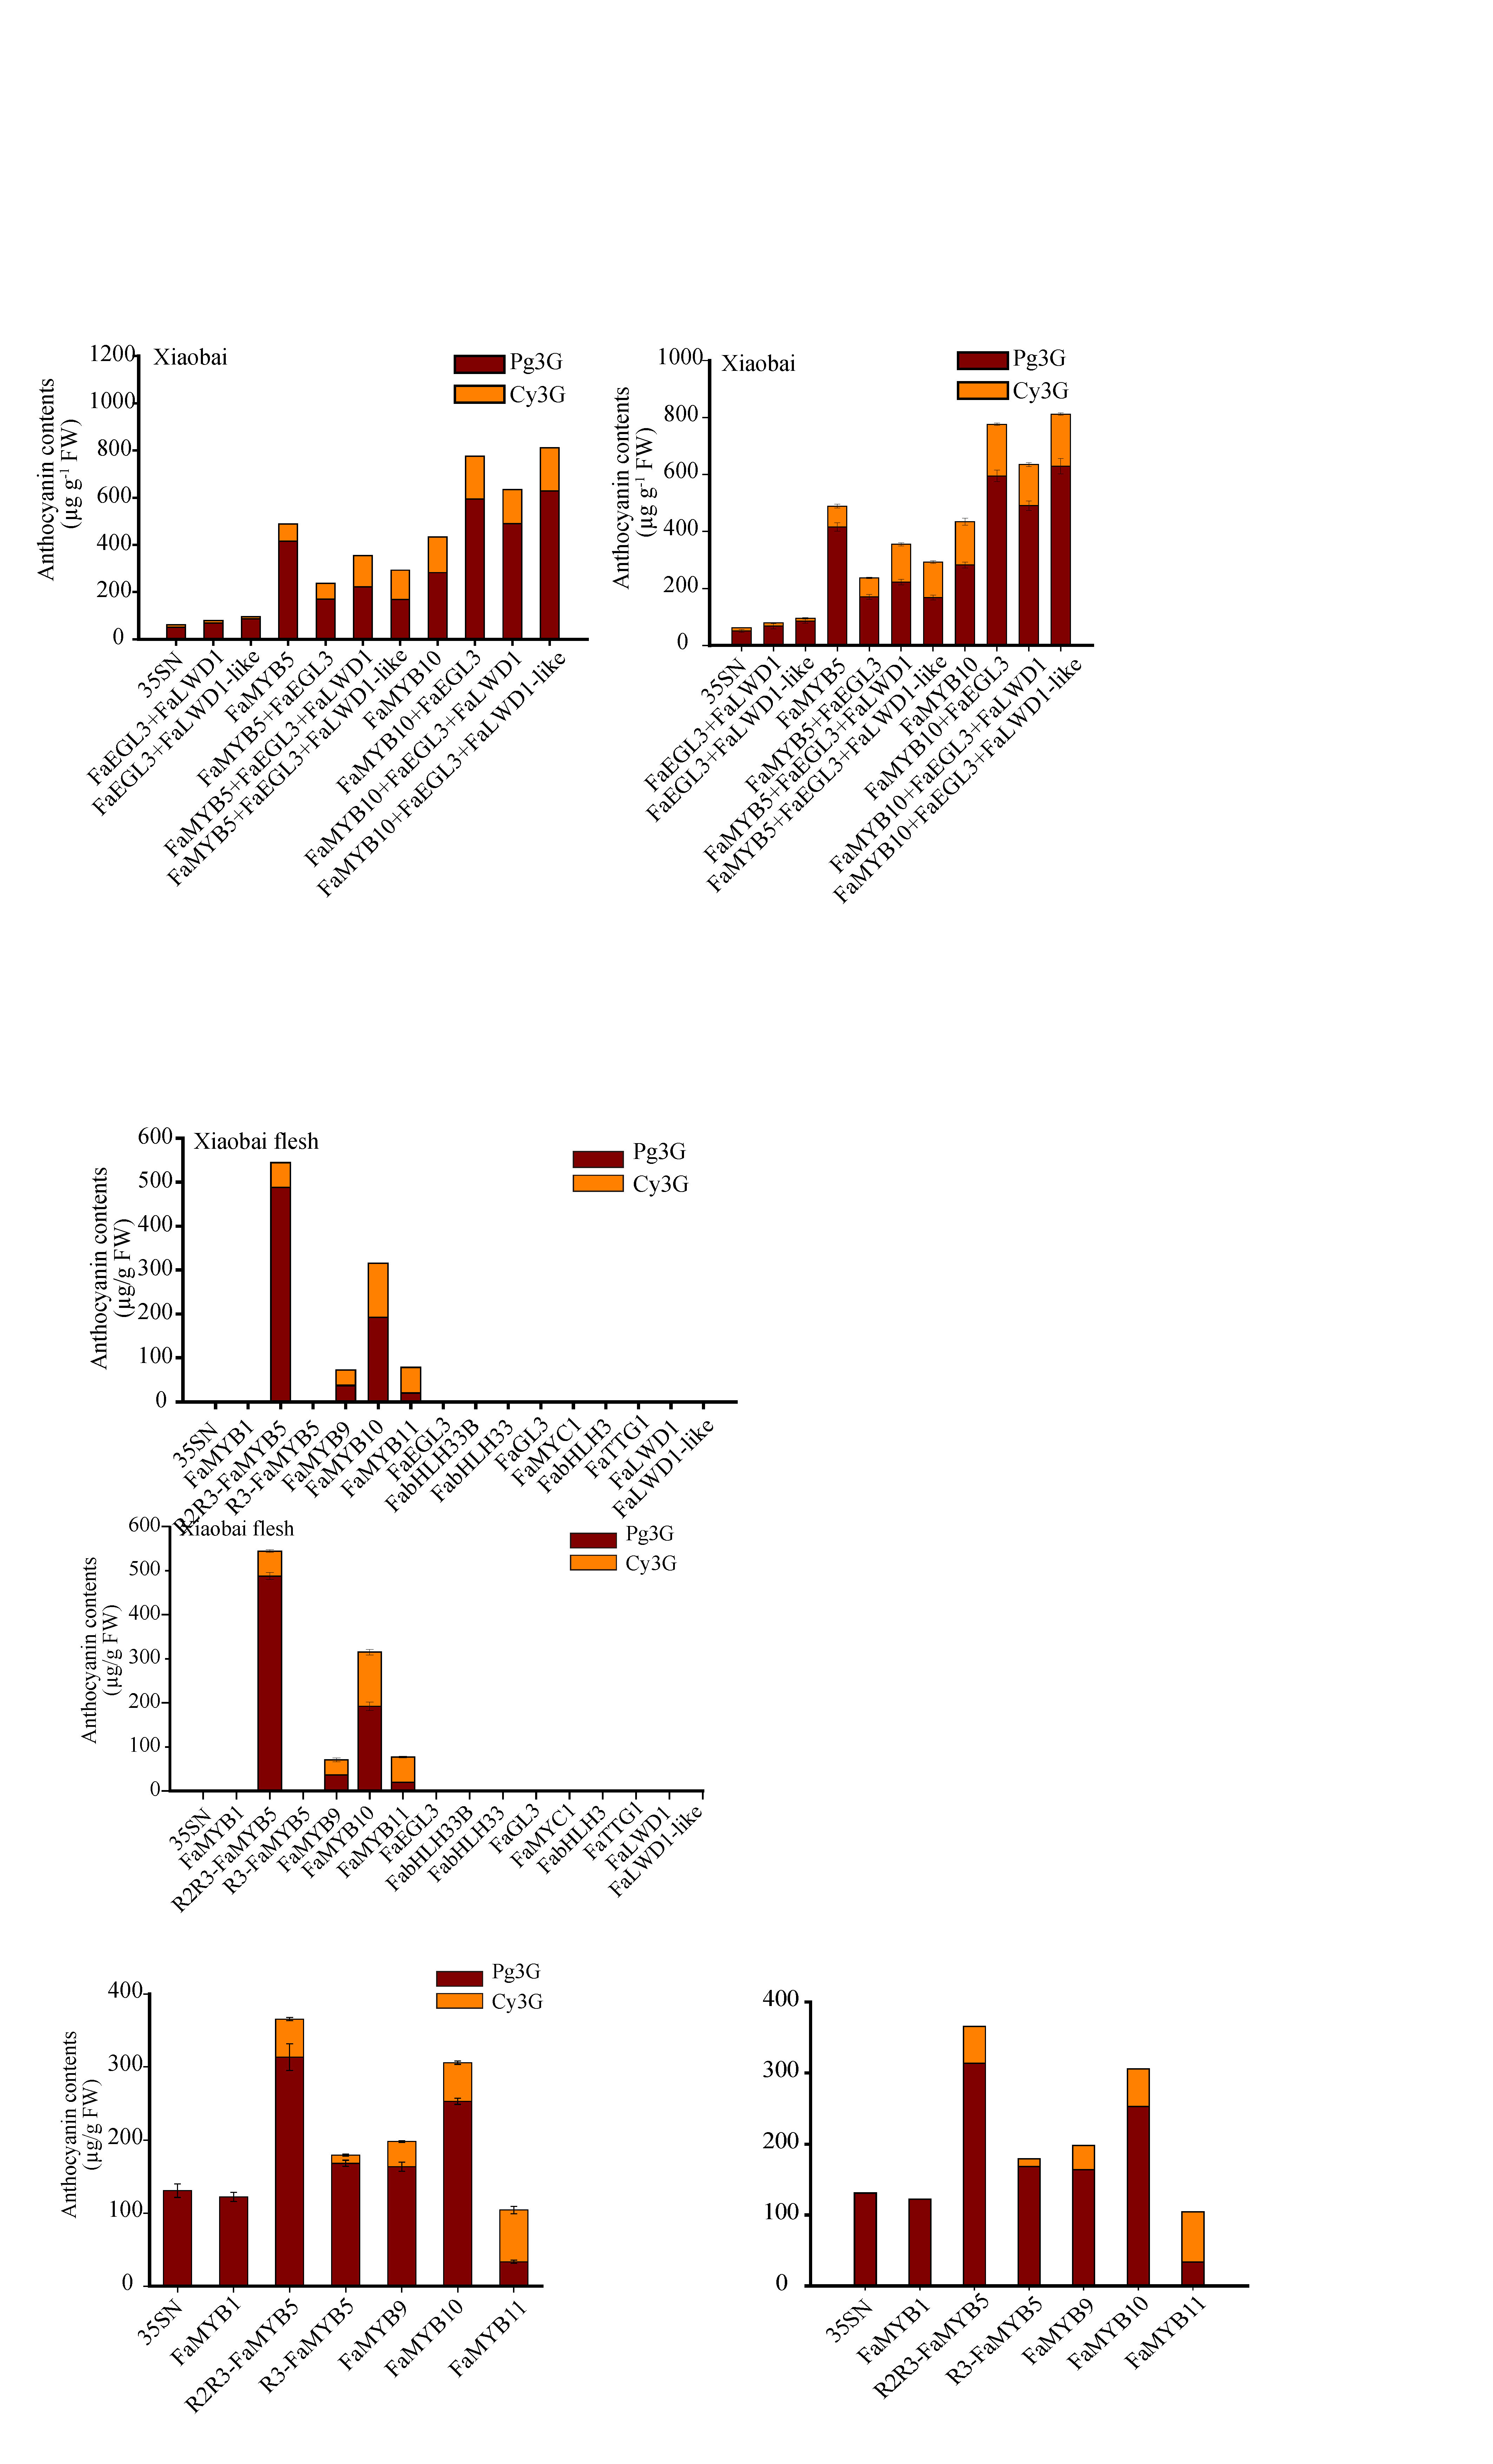 Xiaobai
Pg3G
Cy3G
Anthocyanin contents
(µg g-1 FW)
1200
1000
800
600
400
200
0
35SN
FaEGL3+FaLWD1
FaEGL3+FaLWD1-like
FaMYB5
FaMYB5+FaEGL3
FaMYB5+FaEGL3+FaLWD1
FaMYB5+FaEGL3+FaLWD1-like
FaMYB10
FaMYB10+FaEGL3
FaMYB10+FaEGL3+FaLWD1
FaMYB10+FaEGL3+FaLWD1-like
Xiaobai
Pg3G
Cy3G
Anthocyanin contents
(µg g-1 FW)
1000
800
600
400
200
0
35SN
FaEGL3+FaLWD1
FaEGL3+FaLWD1-like
FaMYB5
FaMYB5+FaEGL3
FaMYB5+FaEGL3+FaLWD1
FaMYB5+FaEGL3+FaLWD1-like
FaMYB10
FaMYB10+FaEGL3
FaMYB10+FaEGL3+FaLWD1
FaMYB10+FaEGL3+FaLWD1-like
Xiaobai flesh
Pg3G
Cy3G
Anthocyanin contents
(µg/g FW)
600
500
400
300
200
100
0
35SN
FaMYB1
R2R3-FaMYB5
R3-FaMYB5
FaMYB9
FaMYB10
FaMYB11
FaEGL3
FabHLH33B
FabHLH33
FaGL3
FaMYC1
FabHLH3
FaTTG1
FaLWD1
FaLWD1-like
Xiaobai flesh
Pg3G
Cy3G
Anthocyanin contents
(µg/g FW)
600
500
400
300
200
100
0
35SN
FaMYB1
R2R3-FaMYB5
R3-FaMYB5
FaMYB9
FaMYB10
FaMYB11
FaEGL3
FabHLH33B
FabHLH33
FaGL3
FaMYC1
FabHLH3
FaTTG1
FaLWD1
FaLWD1-like
Pg3G
Cy3G
Anthocyanin contents
(µg/g FW)
400
300
200
100
0
35SN
FaMYB1
R2R3-FaMYB5
R3-FaMYB5
FaMYB9
FaMYB10
FaMYB11
400
300
200
100
0
35SN
FaMYB1
R2R3-FaMYB5
R3-FaMYB5
FaMYB9
FaMYB10
FaMYB11